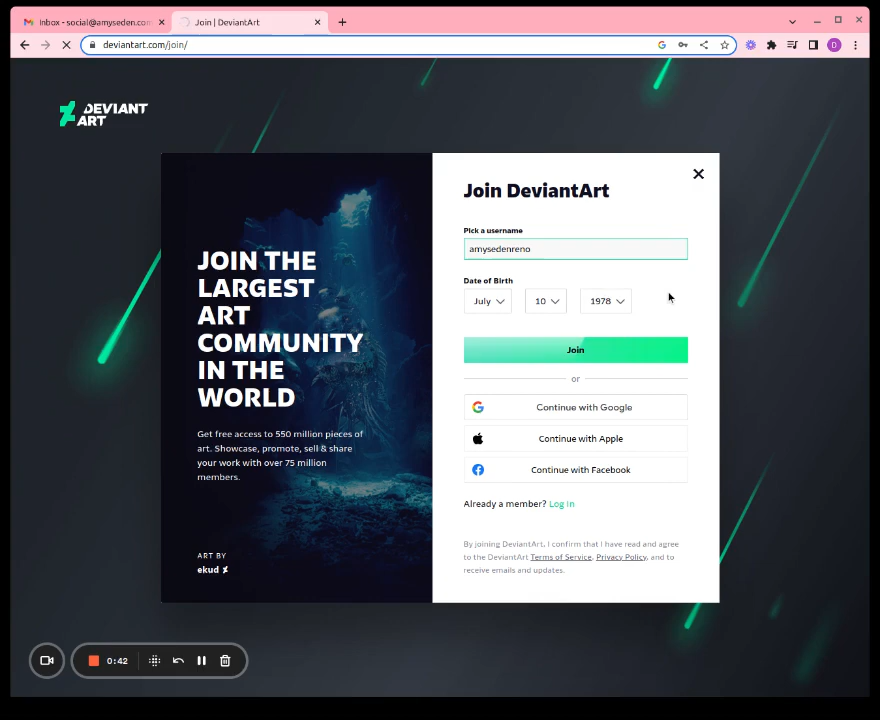 Inbox - social@amyseden.com
Join | DeviantArt
deviantart.com/join/
D
DEVIANT
ART
JOIN THE
LARGEST
ART
COMMUNITY
IN THE
WORLD
Get free access to 550 million pieces of
art. Showcase, promote, sell & share
your work with over 75 million
members.
ART BY
ekud
Join DeviantArt
Pick a username
amysedenreno
Date of Birth
July 10 1978
Join
or
Continue with Google
Continue with Apple
Continue with Facebook
Already a member? Log In
By joining DeviantArt, I confirm that I have read and agree
to the DeviantArt Terms of Service, Privacy Policy, and to
receive emails and updates.
0:42